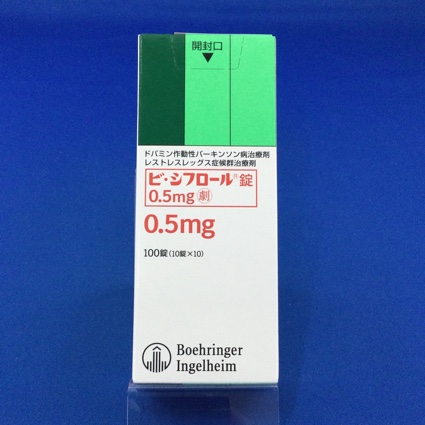 開封口
▼
ドパミン作動性パーキンソン病治療剤
レストレスレッグス症候群治療剤
ビ・シフロール®錠
0.5mg 劇
0.5mg
100錠(10錠×10)
Boehringer
Ingelheim